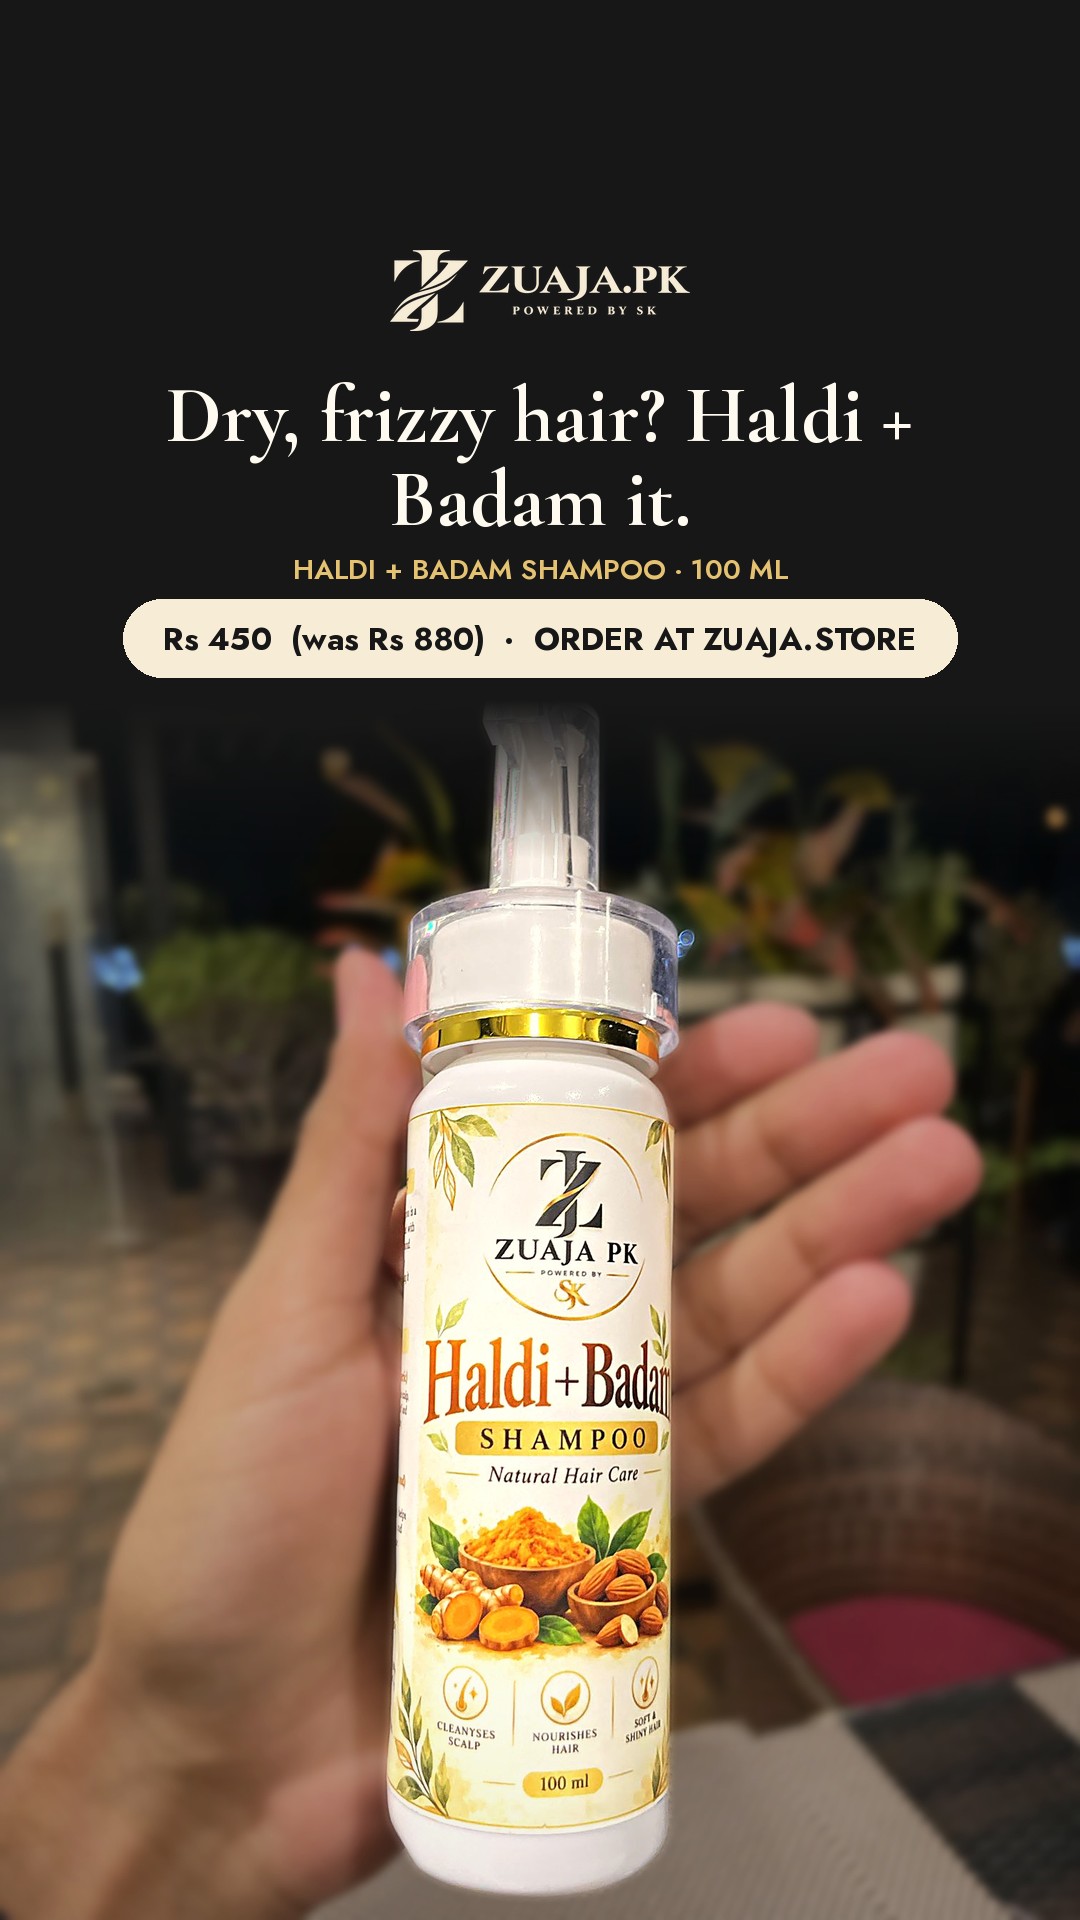 ZUAJA.PK
POWERED BY SK
Dry, frizzy hair? Haldi +
Badam it.
HALDI + BADAM SHAMPOO · 100 ML
Rs 450 (was Rs 880) · ORDER AT ZUAJA.STORE
ZUAJA PK
POWERED BY
SK
Haldi+Badam
SHAMPOO
Natural Hair Care
CLEANYSES
SCALP
NOURISHES
HAIR
SOFT &
SHINY HAIR
100 ml